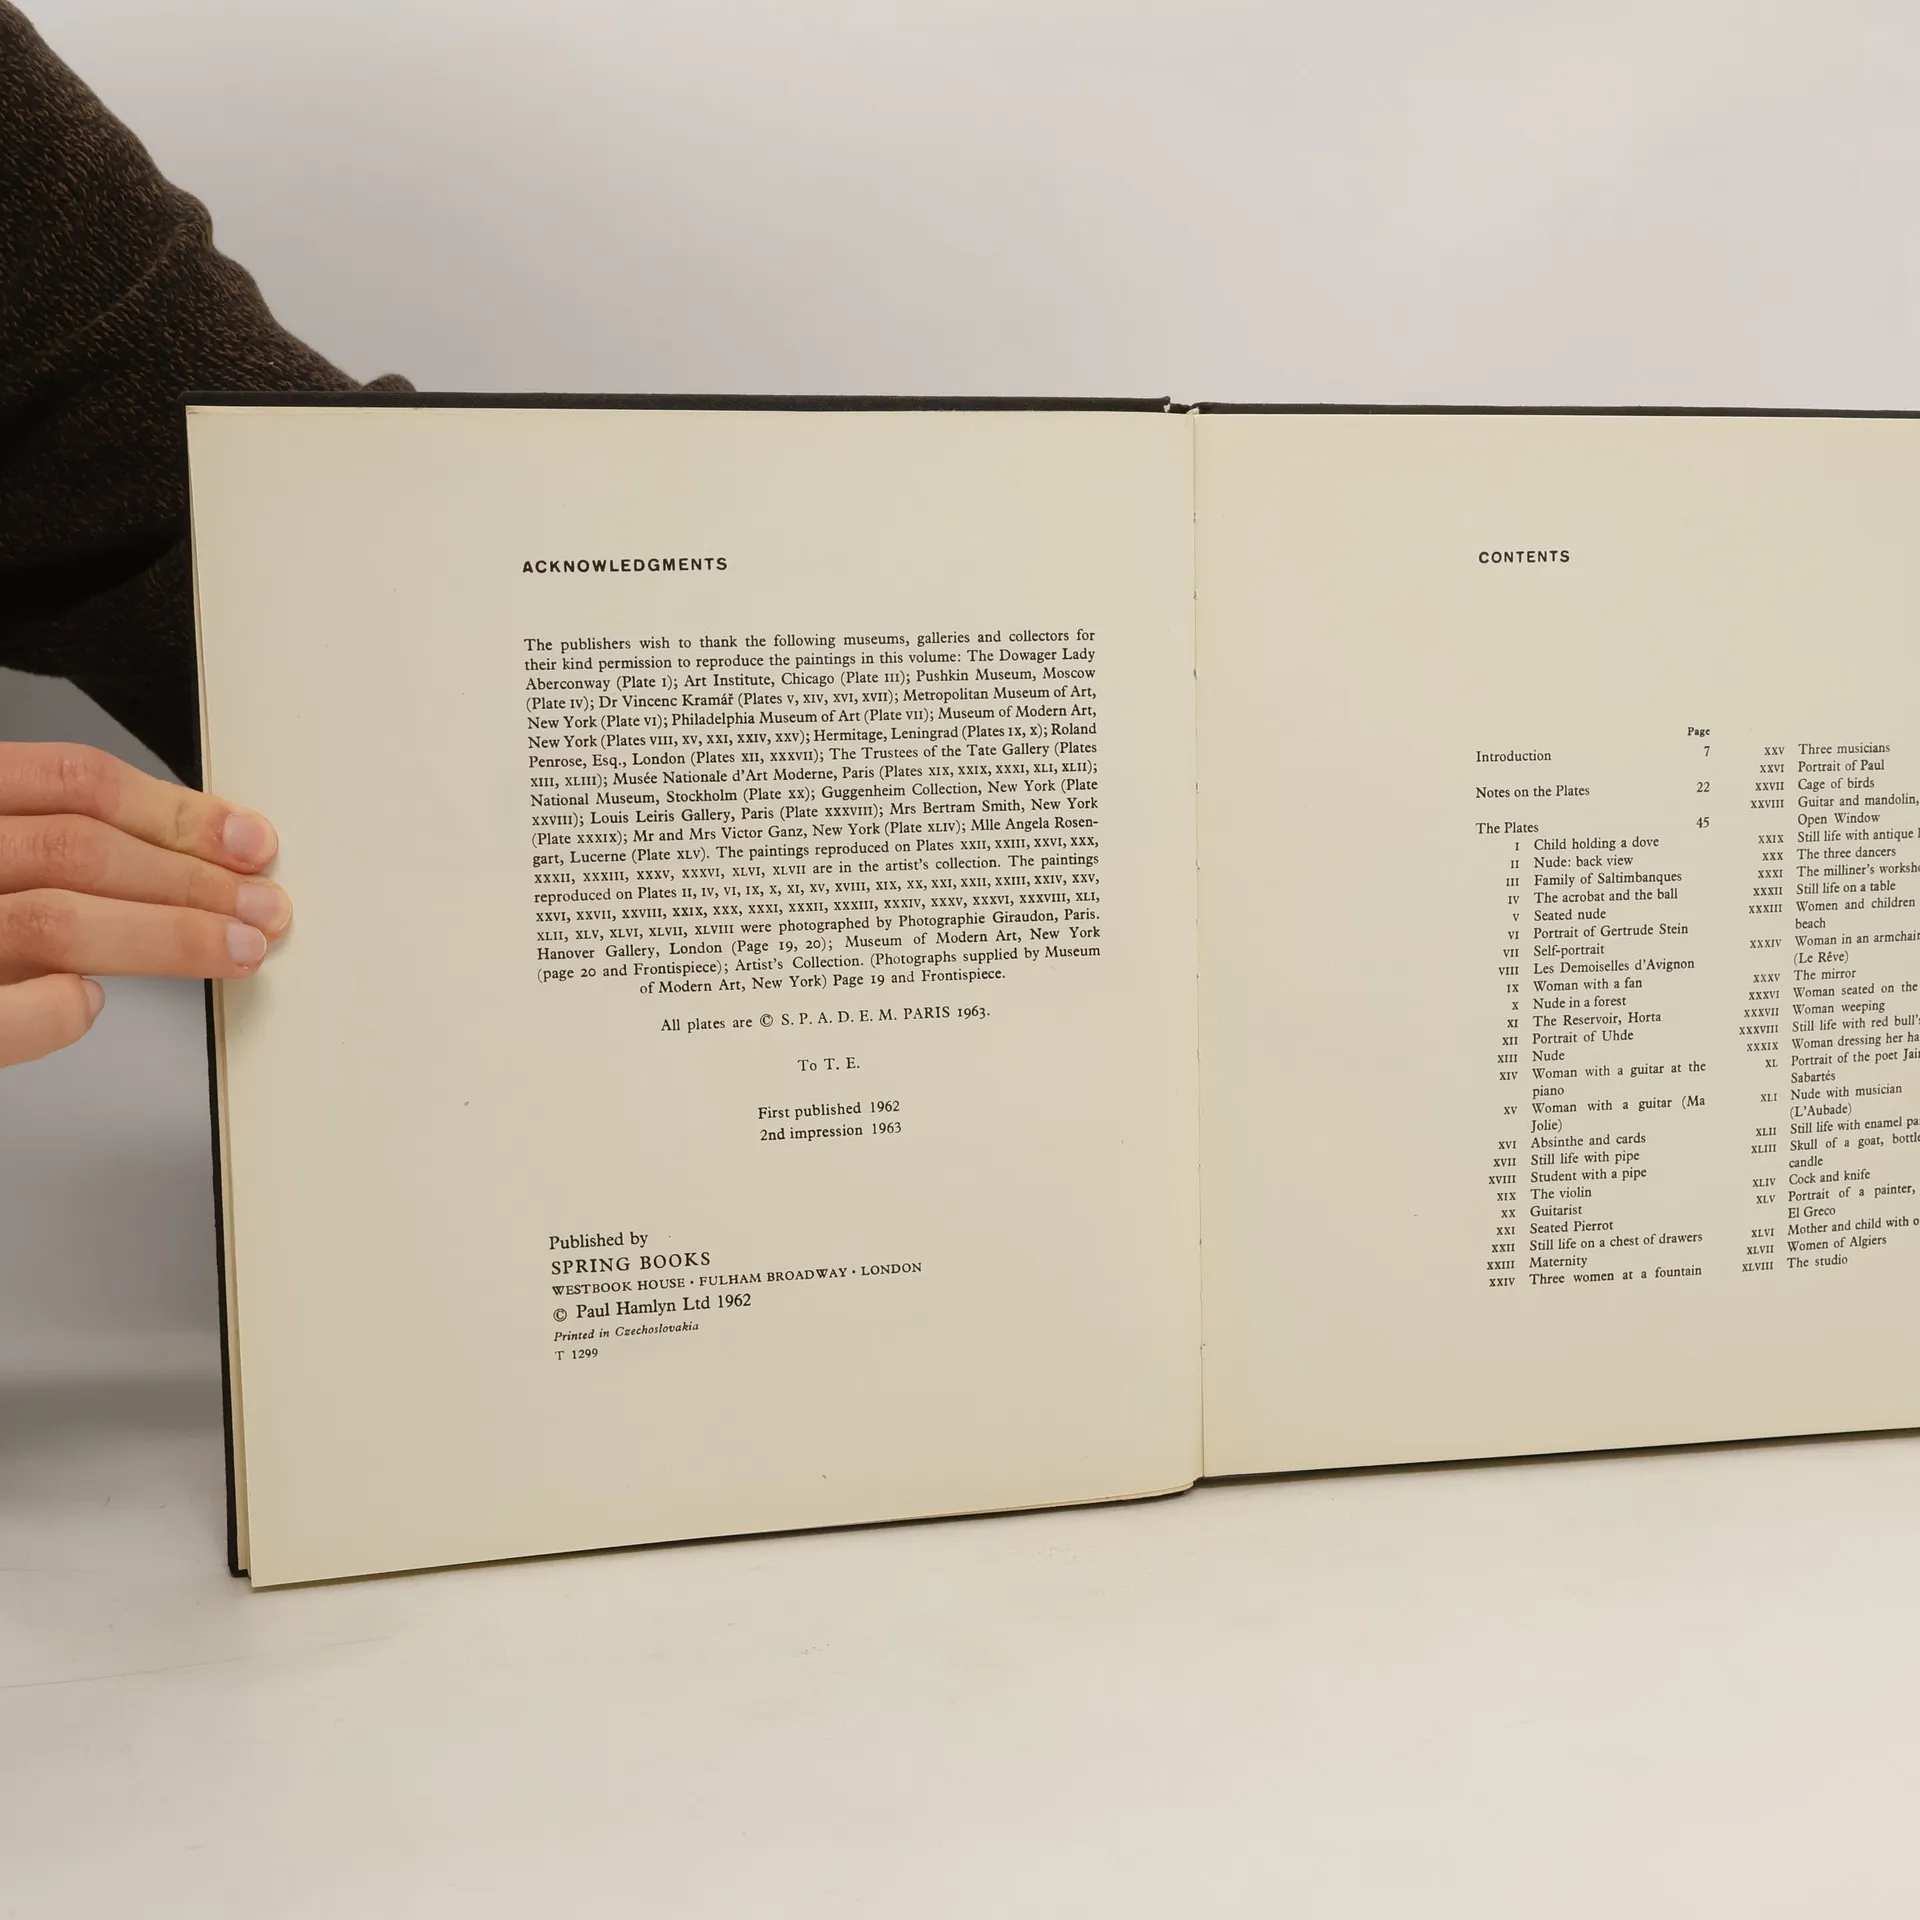 ACKNOWLEDGMENTS
The publishers wish to thank the following museums, galleries and collectors for
their kind permission to reproduce the paintings in this volume: The Dowager Lady
Aberconway (Plate I); Art Institute, Chicago (Plate III); Pushkin Museum, Moscow
(Plate IV); Dr Vincenc Kramář (Plates V, XIV, XVI, XVII); Metropolitan Museum of Art,
New York (Plate VI); Philadelphia Museum of Art (Plate VII); Museum of Modern Art,
New York (Plates VIII, XV, XXI, XXIV, XXV); Hermitage, Leningrad (Plates IX, X); Roland
Penrose, Esq., London (Plates XII, XXXVII); The Trustees of the Tate Gallery (Plates
XIII, XLIII); Musée Nationale d'Art Moderne, Paris (Plates XIX, XXIX, XXXI, XLI, XLII);
National Museum, Stockholm (Plate XX); Guggenheim Collection, New York (Plate
XXVIII); Louis Leiris Gallery, Paris (Plate XXXVIII); Mrs Bertram Smith, New York
(Plate XXXIX); Mr and Mrs Victor Ganz, New York (Plate XLIV); Mlle Angela Rosen-
gart, Lucerne (Plate XLV). The paintings reproduced on Plates XXII, XXIII, XXVI, XXX,
XXXII, XXXIII, XXXV, XXXVI, XLVI, XLVII are in the artist's collection. The paintings
reproduced on Plates II, IV, VI, IX, X, XI, XV, XVIII, XIX, XX, XXI, XXII, XXIII, XXIV, XXV,
XXVI, XXVII, XXVIII, XXIX, XXX, XXXI, XXXII, XXXIII, XXXIV, XXXV, XXXVI, XXXVIII, XLI,
XLII, XLV, XLVI, XLVII, XLVIII were photographed by Photographie Giraudon, Paris.
Hanover Gallery, London (Page 19, 20); Museum of Modern Art, New York
(page 20 and Frontispiece); Artist's Collection. (Photographs supplied by Museum
of Modern Art, New York) Page 19 and Frontispiece.
All plates are © S. P. A. D. E. M. PARIS 1963.
To T. E.
First published 1962
2nd impression 1963
Published by
SPRING BOOKS
WESTBOOK HOUSE · FULHAM BROADWAY · LONDON
© Paul Hamlyn Ltd 1962
Printed in Czechoslovakia
T 1299
CONTENTS
Page
Introduction 7
Notes on the Plates 22
The Plates 45
I Child holding a dove
II Nude: back view
III Family of Saltimbanques
IV The acrobat and the ball
V Seated nude
VI Portrait of Gertrude Stein
VII Self-portrait
VIII Les Demoiselles d'Avignon
IX Woman with a fan
X Nude in a forest
XI The Reservoir, Horta
XII Portrait of Uhde
XIII Nude
XIV Woman with a guitar at the
piano
XV Woman with a guitar (Ma
Jolie)
XVI Absinthe and cards
XVII Still life with pipe
XVIII Student with a pipe
XIX The violin
XX Guitarist
XXI Seated Pierrot
XXII Still life on a chest of drawers
XXIII Maternity
XXIV Three women at a fountain
XXV Three musicians
XXVI Portrait of Paul
XXVII Cage of birds
XXVIII Guitar and mandolin,
Open Window
XXIX Still life with antique
XXX The three dancers
XXXI The milliner's
XXXII Still life on a table
XXXIII Women and children
beach
XXXIV Woman in an armchair
(Le Rêve)
XXXV The mirror
XXXVI Woman seated on the
XXXVII Woman weeping
XXXVIII Still life with red
XXXIX Woman dressing her
XL Portrait of the poet
Sabartés
XLI Nude with musician
(L'Aubade)
XLII Still life with enamel
XLIII Skull of a goat,
candle
XLIV Cock and knife
XLV Portrait of a painter,
El Greco
XLVI Mother and child with
XLVII Women of Algiers
XLVIII The studio